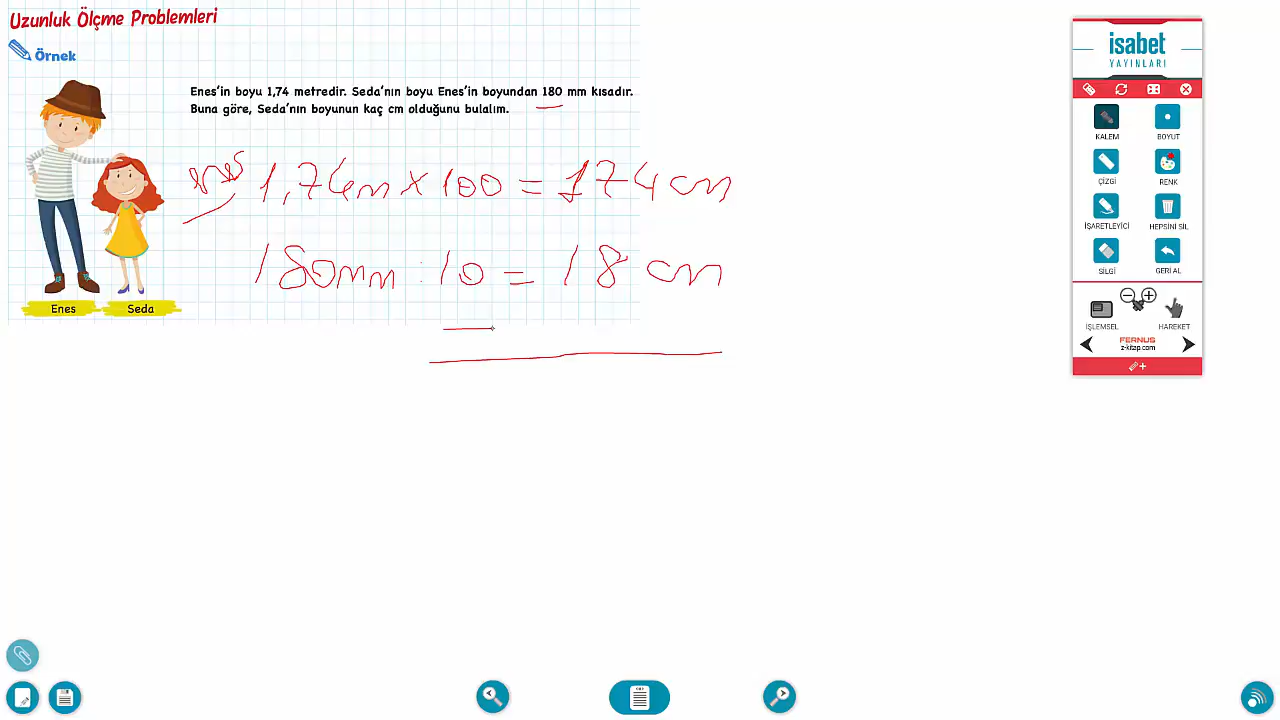 Uzunluk Ölçme Problemleri
Örnek
Enes'in boyu 1,74 metredir. Seda'nın boyu Enes'in boyundan 180 mm kısadır.
Buna göre, Seda'nın boyunun kaç cm olduğunu bulalım.
enes 1,74m x 100 = 174 cm
180mm : 10 = 18 cm
Enes
Seda
isabet
YAYINLARI
KALEM
BOYUT
ÇİZGİ
RENK
İŞARETLEYİCİ
HEPSİNİ SİL
SİLGİ
GERİ AL
İŞLEMSEL
HAREKET
FERNUS
z-kitap.com